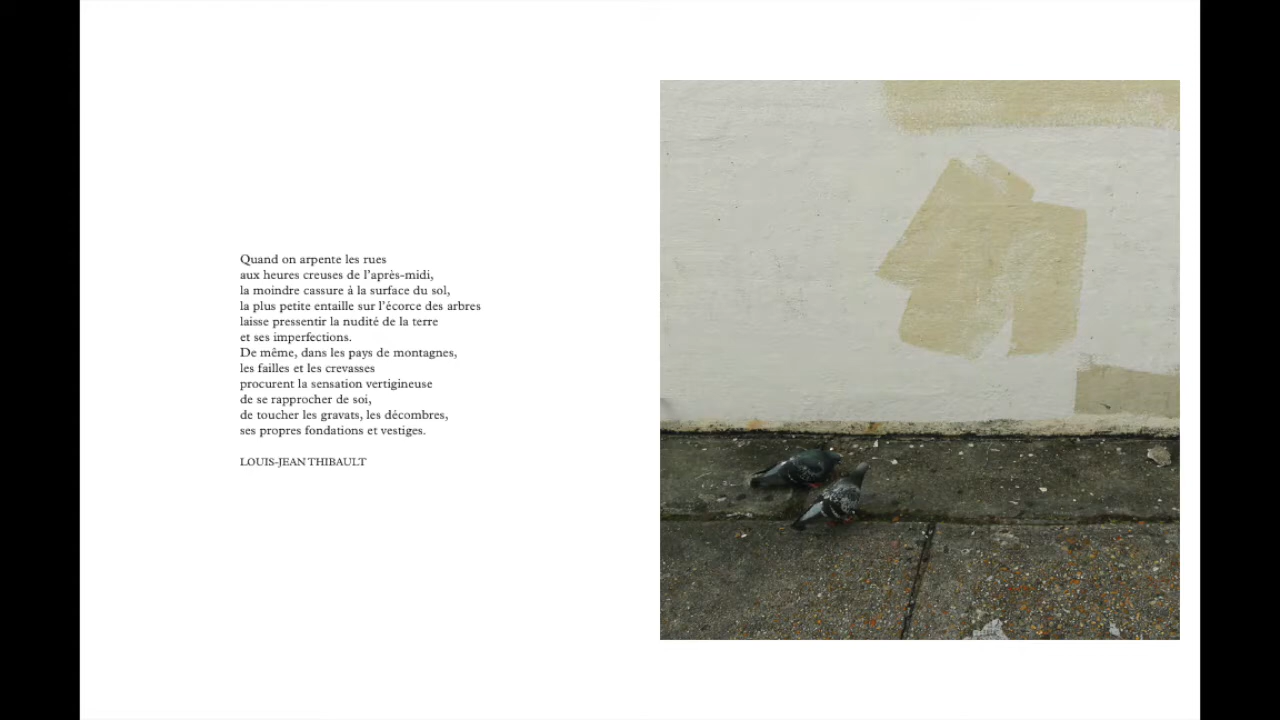 Quand on arpente les rues
aux heures creuses de l'après-midi,
la moindre cassure à la surface du sol,
la plus petite entaille sur l'écorce des arbres
laisse pressentir la nudité de la terre
et ses imperfections.
De même, dans les pays de montagnes,
les failles et les crevasses
procurent la sensation vertigineuse
de se rapprocher de soi,
de toucher les gravats, les décombres,
ses propres fondations et vestiges.
LOUIS-JEAN THIBAULT